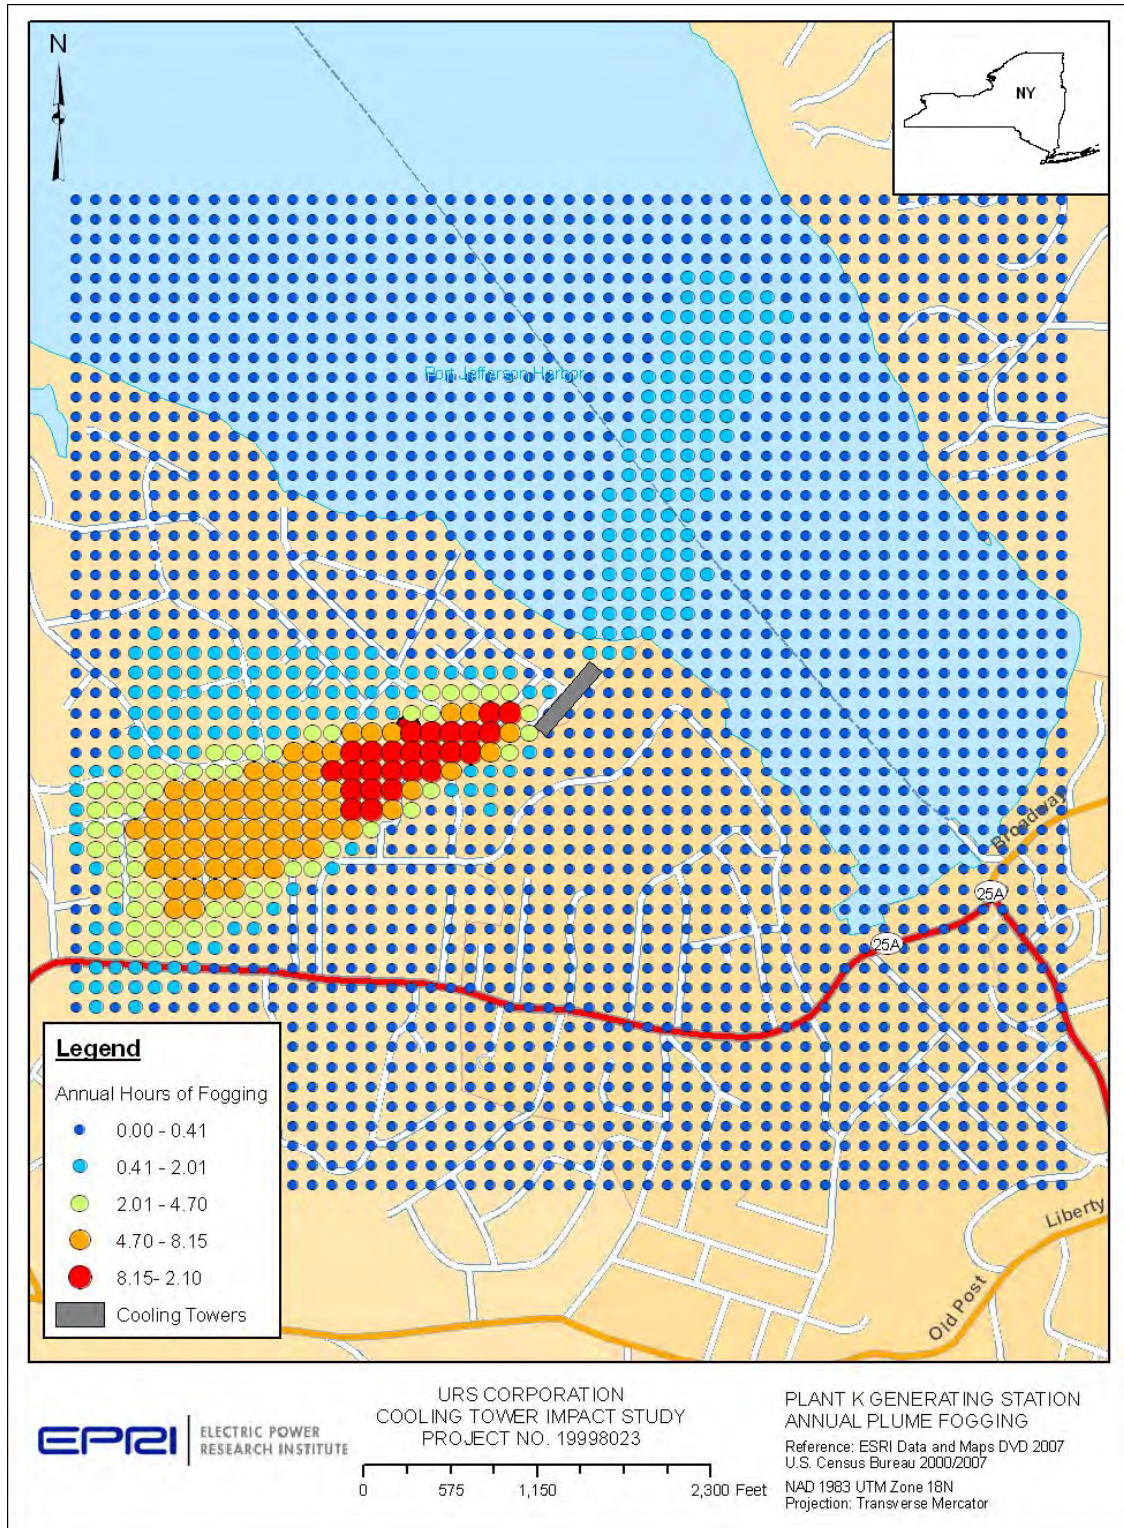 N
NY
Port Jefferson Harbor
Broadway
25A
25A
Liberty
Old Post
Legend
Annual Hours of Fogging
0.00 - 0.41
0.41 - 2.01
2.01 - 4.70
4.70 - 8.15
8.15- 2.10
Cooling Towers
EPRI
ELECTRIC POWER
RESEARCH INSTITUTE
URS CORPORATION
COOLING TOWER IMPACT STUDY
PROJECT NO. 19998023
0 575 1,150 2,300 Feet
PLANT K GENERATING STATION
ANNUAL PLUME FOGGING
Reference: ESRI Data and Maps DVD 2007
U.S. Census Bureau 2000/2007
NAD 1983 UTM Zone 18N
Projection: Transverse Mercator